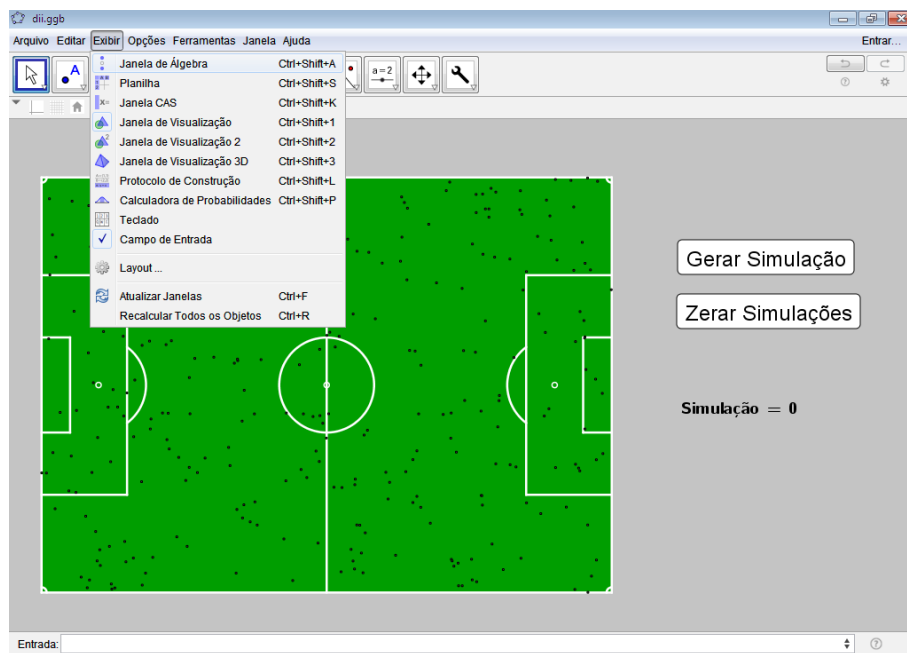 dii.ggb
Arquivo Editar Exibir Opções Ferramentas Janela Ajuda Entrar...
A a=2
Janela de Álgebra Ctrl+Shift+A
Planilha Ctrl+Shift+S
Janela CAS Ctrl+Shift+K
Janela de Visualização Ctrl+Shift+1
Janela de Visualização 2 Ctrl+Shift+2
Janela de Visualização 3D Ctrl+Shift+3
Protocolo de Construção Ctrl+Shift+L
Calculadora de Probabilidades Ctrl+Shift+P
Teclado
Campo de Entrada
Layout ...
Atualizar Janelas Ctrl+F
Recalcular Todos os Objetos Ctrl+R
Gerar Simulação
Zerar Simulações
Simulação = 0
Entrada: